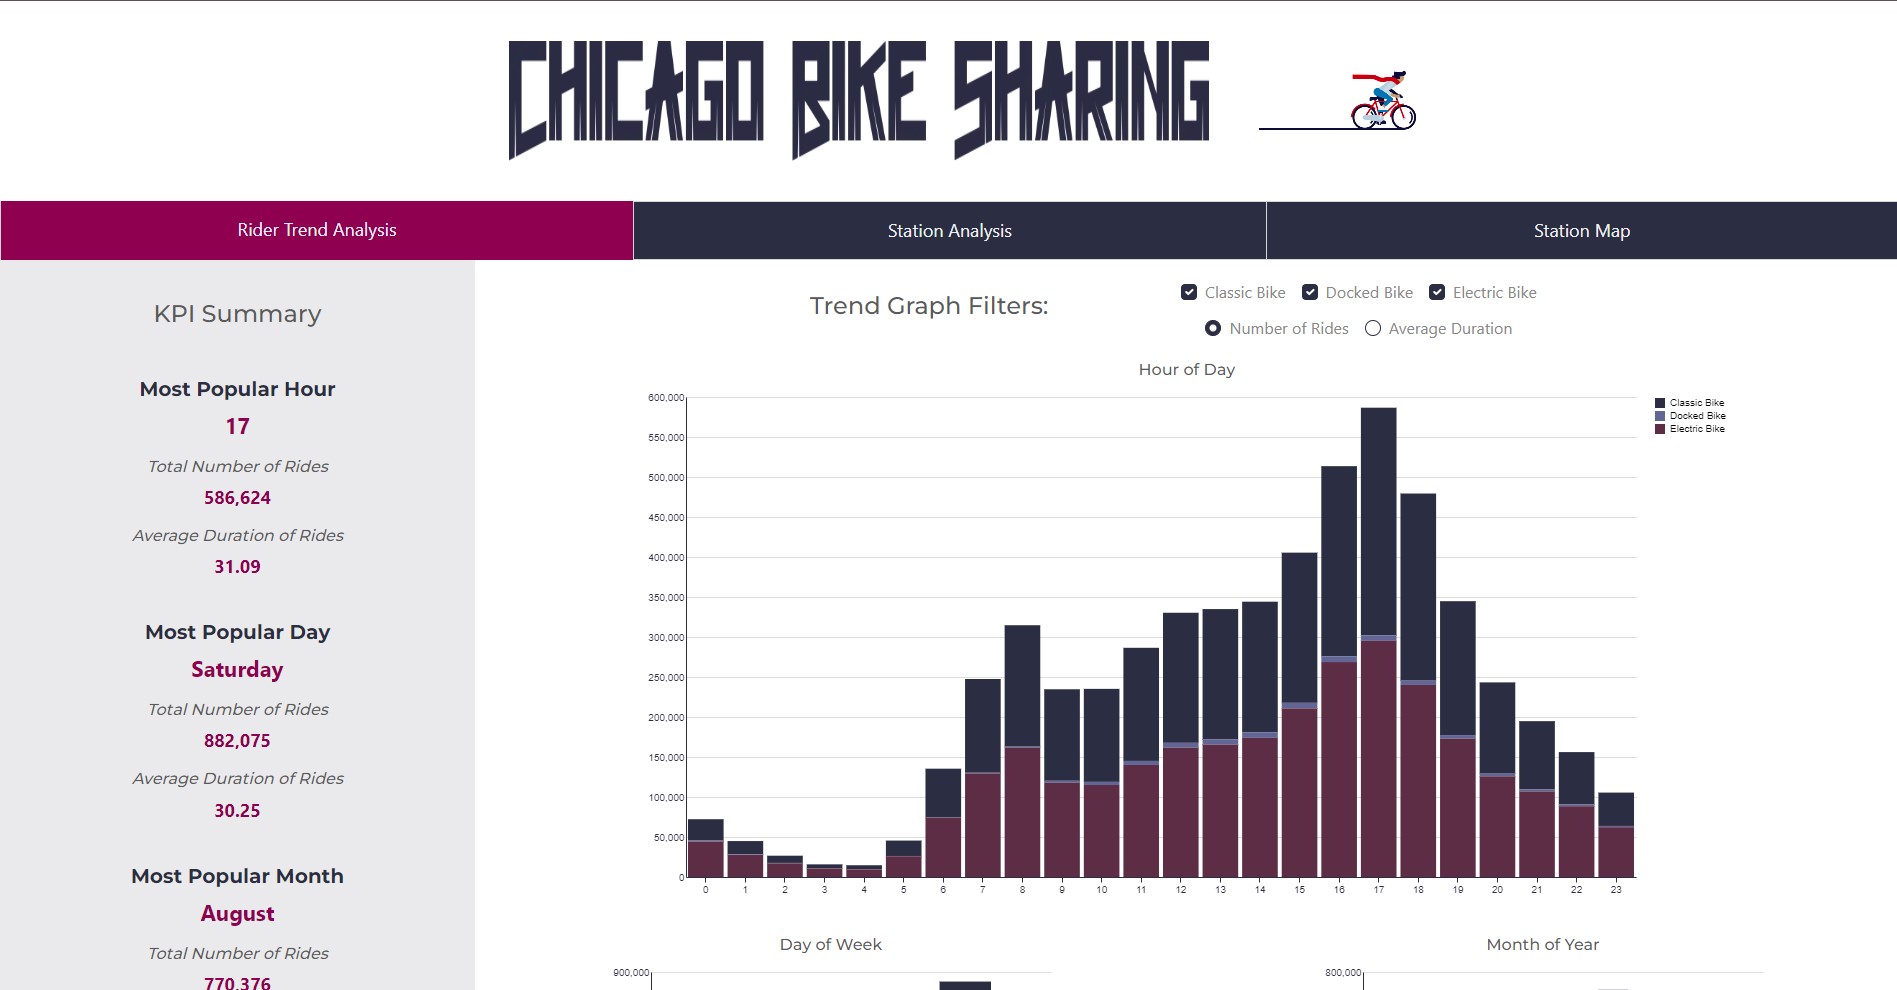 CHICAGO BIKE SHARING
Rider Trend Analysis
Station Analysis
Station Map
KPI Summary
Most Popular Hour
17
Total Number of Rides
586,624
Average Duration of Rides
31.09
Most Popular Day
Saturday
Total Number of Rides
882,075
Average Duration of Rides
30.25
Most Popular Month
August
Total Number of Rides
770,376
Trend Graph Filters:
Classic Bike Docked Bike Electric Bike
Number of Rides Average Duration
Hour of Day
600,000
550,000
500,000
450,000
400,000
350,000
300,000
250,000
200,000
150,000
100,000
50,000
0
0 1 2 3 4 5 6 7 8 9 10 11 12 13 14 15 16 17 18 19 20 21 22 23
Classic Bike
Docked Bike
Electric Bike
Day of Week
900,000
Month of Year
800,000